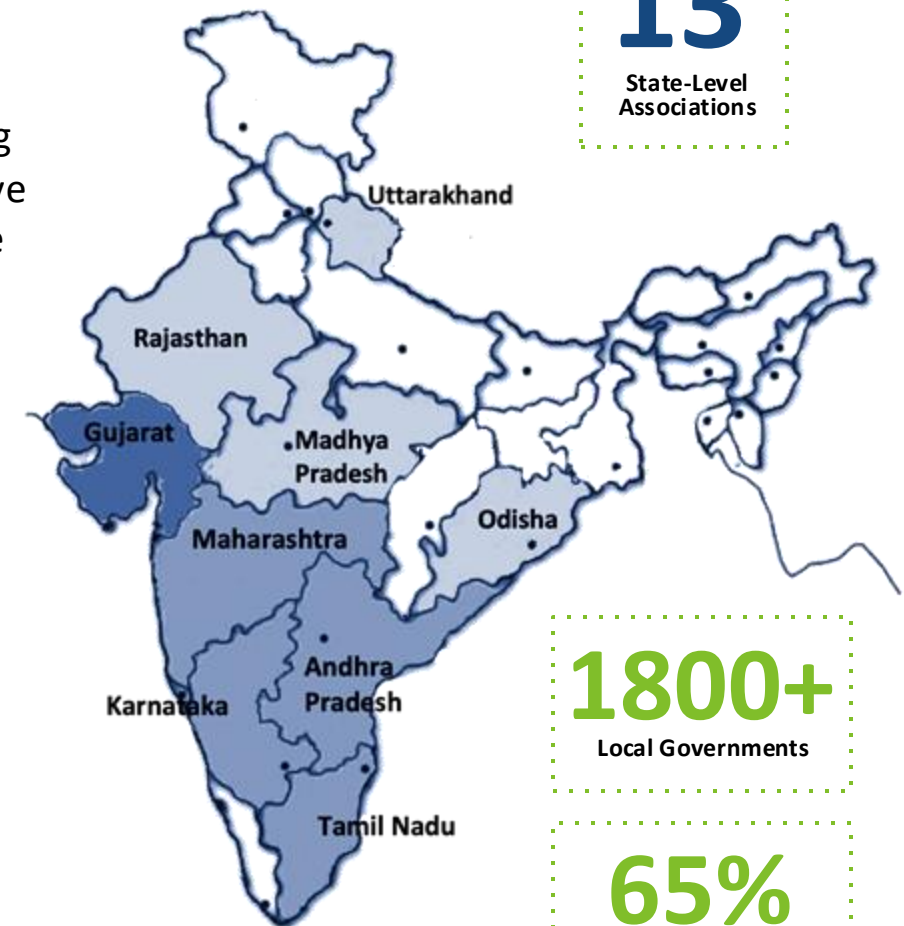 13
State-Level
Associations
Uttarakhand
Rajasthan
Gujarat
Madhya
Pradesh
Odisha
Maharashtra
Andhra
Pradesh
Karnataka
Tamil Nadu
1800+
Local Governments
65%